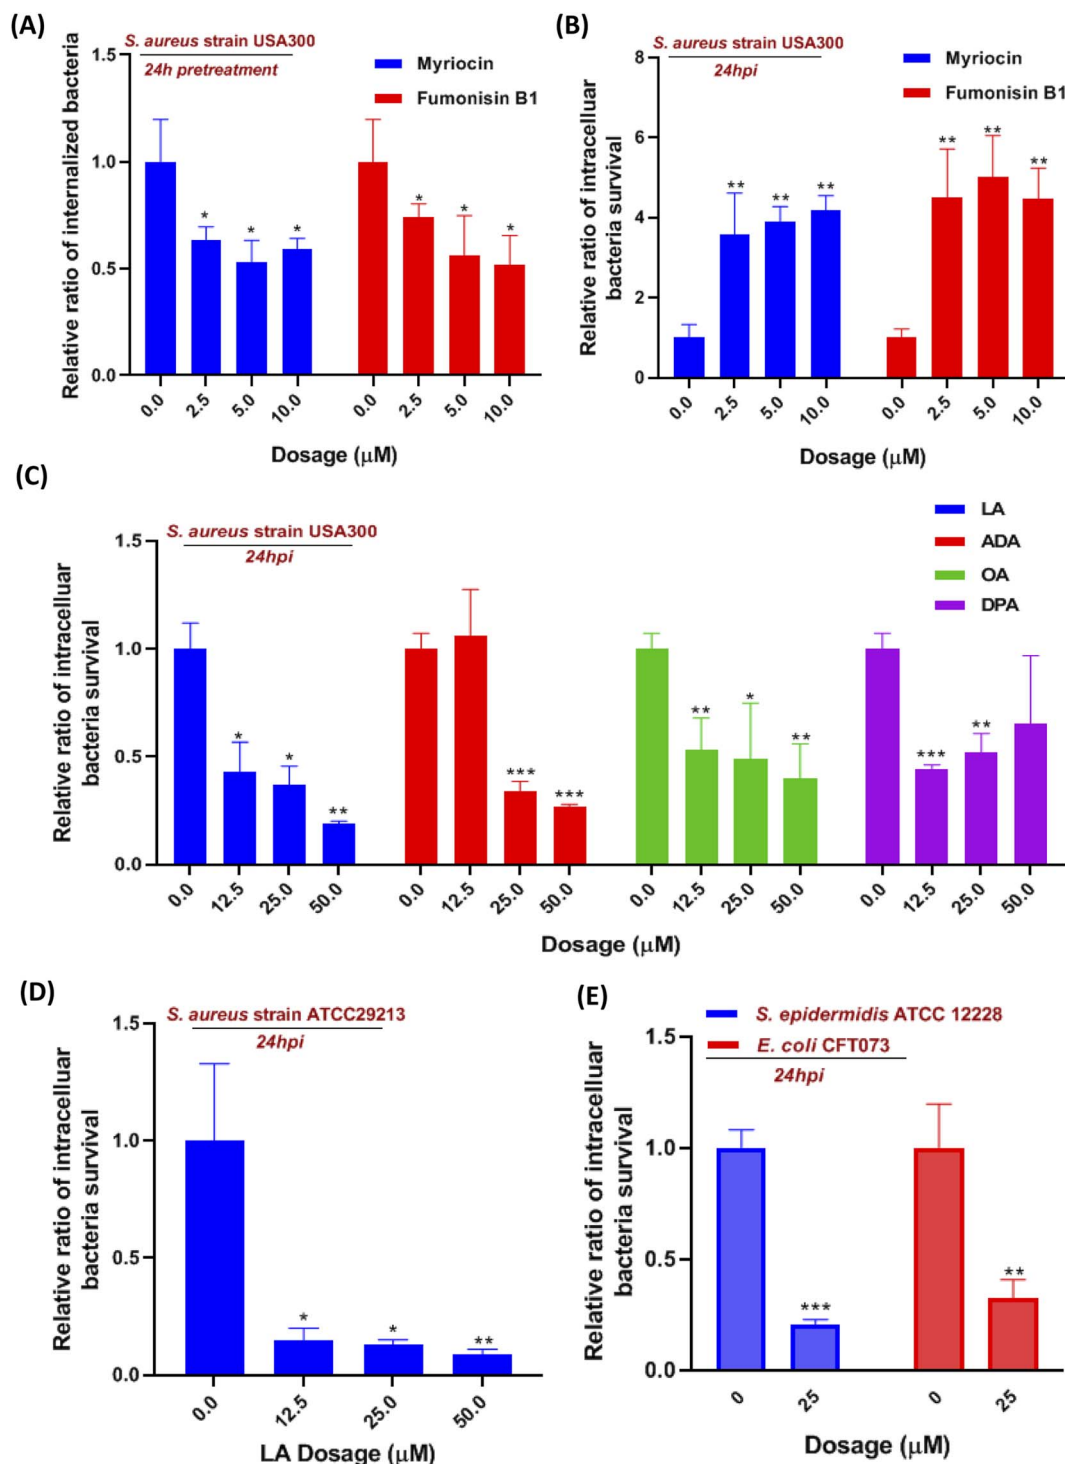 (A)
S. aureus strain USA300
24h pretreatment
Myriocin
Fumonisin B1
Relative ratio of internalized bacteria
1.5
1.0
0.5
0.0
* * * * * *
0.0 2.5 5.0 10.0 0.0 2.5 5.0 10.0
Dosage (μM)
(B)
S. aureus strain USA300
24hpi
Myriocin
Fumonisin B1
Relative ratio of intracelluar
bacteria survival
8
6
4
2
0
** ** ** ** ** **
0.0 2.5 5.0 10.0 0.0 2.5 5.0 10.0
Dosage (μM)
(C)
S. aureus strain USA300
24hpi
LA
ADA
OA
DPA
Relative ratio of intracelluar
bacteria survival
1.5
1.0
0.5
0.0
* * ** *** *** ** * ** *** **
0.0 12.5 25.0 50.0 0.0 12.5 25.0 50.0 0.0 12.5 25.0 50.0 0.0 12.5 25.0 50.0
Dosage (μM)
(D)
S. aureus strain ATCC29213
24hpi
Relative ratio of intracelluar
bacteria survival
1.5
1.0
0.5
0.0
* * **
0.0 12.5 25.0 50.0
LA Dosage (μM)
(E)
S. epidermidis ATCC 12228
E. coli CFT073
24hpi
Relative ratio of intracelluar
bacteria survival
1.5
1.0
0.5
0.0
*** **
0 25 0 25
Dosage (μM)